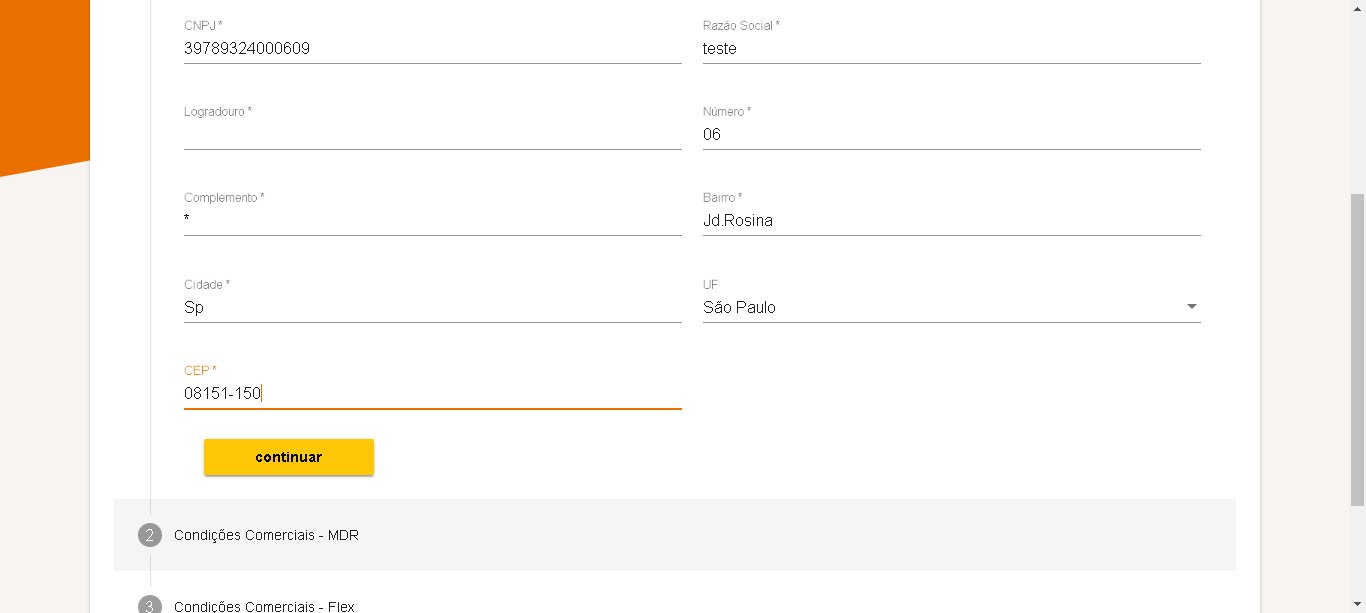 CNPJ *
39789324000609
Razão Social *
teste
Logradouro *
Número *
06
Complemento *
*
Bairro *
Jd.Rosina
Cidade *
Sp
UF
São Paulo
CEP *
08151-150
continuar
2 Condições Comerciais - MDR
3 Condições Comerciais - Flex